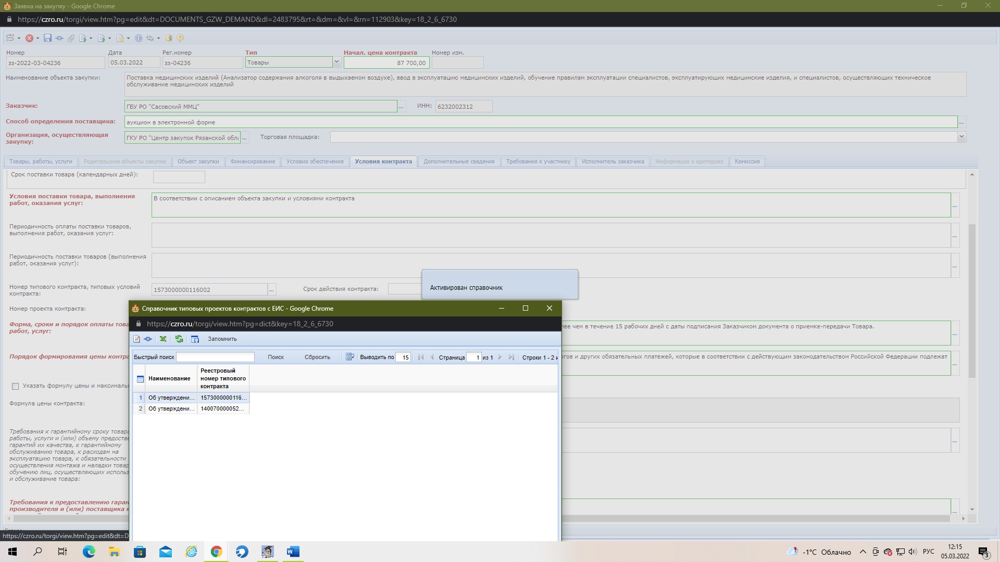 Заявка на закупку - Google Chrome
https://czro.ru/torgi/view.htm?pg=edit&dt=DOCUMENTS_GZW_DEMAND&dl=2483795&rt=&dm=&vl=&rn=112903&key=18_2_6_6730
Номер
Дата
Рег.номер
Тип
Начал. цена контракта
Номер изм.
зз-2022-03-04236
05.03.2022
зз-04236
Товары
87 700,00
Наименование объекта закупки:
Поставка медицинских изделий (Анализатор содержания алкоголя в выдыхаемом воздухе), ввод в эксплуатацию медицинских изделий, обучение правилам эксплуатации специалистов, эксплуатирующих медицинские изделия, и специалистов, осуществляющих техническое
обслуживание медицинских изделий
Заказчик:
ГБУ РО "Сасовский ММЦ"
...
ИНН:
6232002312
Способ определения поставщика:
аукцион в электронной форме
...
Организация, осуществляющая
закупку:
ГКУ РО "Центр закупок Рязанской обла
...
Торговая площадка:
Товары, работы, услуги
Родительские объекты закупки
Объект закупки
Финансирование
Условия обеспечения
Условия контракта
Дополнительные сведения
Требования к участнику
Исполнитель заказчика
Информация о критериях
Комиссия
Срок поставки товара (календарных дней):
Условия поставки товара, выполнения
работ, оказания услуг:
В соответствии с описанием объекта закупки и условиями контракта
...
Периодичность оплаты поставки товаров,
выполнения работ, оказания услуг:
...
Периодичность поставки товаров (выполнения
работ, оказания услуг):
...
Номер типового контракта, типовых условий
контракта:
1573000000116002
...
Срок действия контракта:
Активирован справочник
Номер проекта контракта:
Форма, сроки и порядок оплаты това
работ, услуг:
лее чем в течение 15 рабочих дней с даты подписания Заказчиком документа о приемке-передачи Товара.
...
Порядок формирования цены контра
огов и других обязательных платежей, которые в соответствии с действующим законодательством Российской Федерации подлежат
...
Указать формулу цены и максималь
Формула цены контракта:
Требования к гарантийному сроку товара
работы, услуги и (или) объему предостав
гарантий их качества, к гарантийному
обслуживанию товара, к расходам на
эксплуатацию товара, к обязательности
осуществления монтажа и наладки товар
обучению лиц, осуществляющих использ
и обслуживание товара:
...
Требования к предоставлению гаран
производителя и (или) поставщика к
...
Справочник типовых проектов контрактов с ЕИС - Google Chrome
https://czro.ru/torgi/view.htm?pg=dict&key=18_2_6_6730
Запомнить
Быстрый поиск
Поиск
Сбросить
Выводить по
15
Страница
1
из 1
Строки 1 - 2 и
Наименование
Реестровый
номер типового
контракта
1
Об утверждени...
1573000000116...
2
Об утверждени...
140070000052...
https://czro.ru/torgi/view.htm?pg=edit&dt=D
-1°C Облачно
РУС
12:15
05.03.2022
3